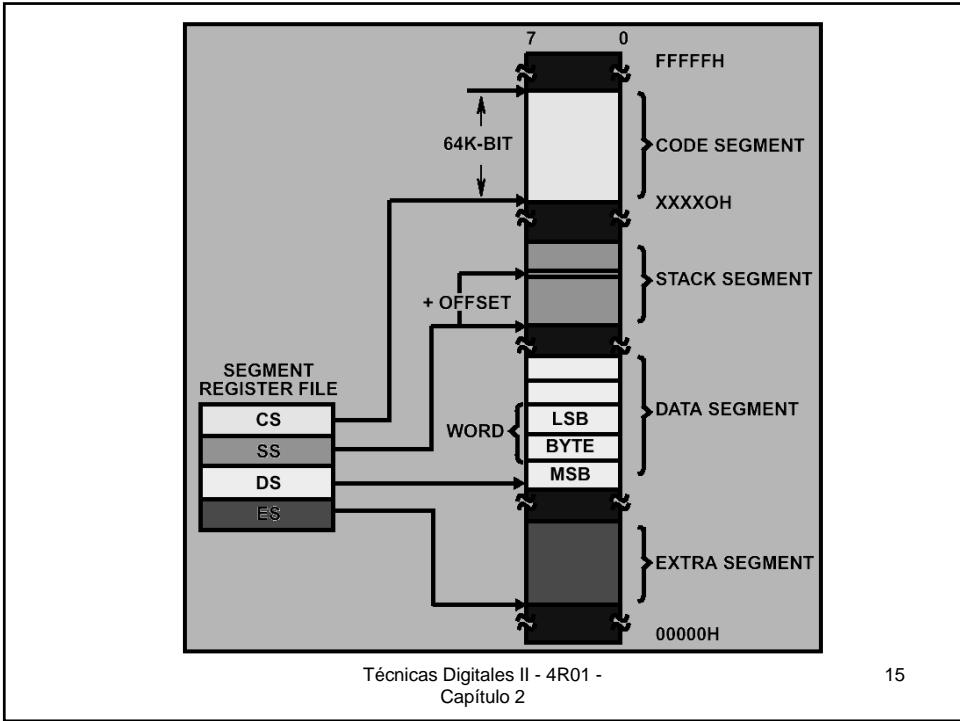 7 0
FFFFFH
64K-BIT
CODE SEGMENT
XXXXOH
STACK SEGMENT
+ OFFSET
SEGMENT
REGISTER FILE
CS
SS
DS
ES
WORD
LSB
BYTE
MSB
DATA SEGMENT
EXTRA SEGMENT
00000H
Técnicas Digitales II - 4R01 -
Capítulo 2
15